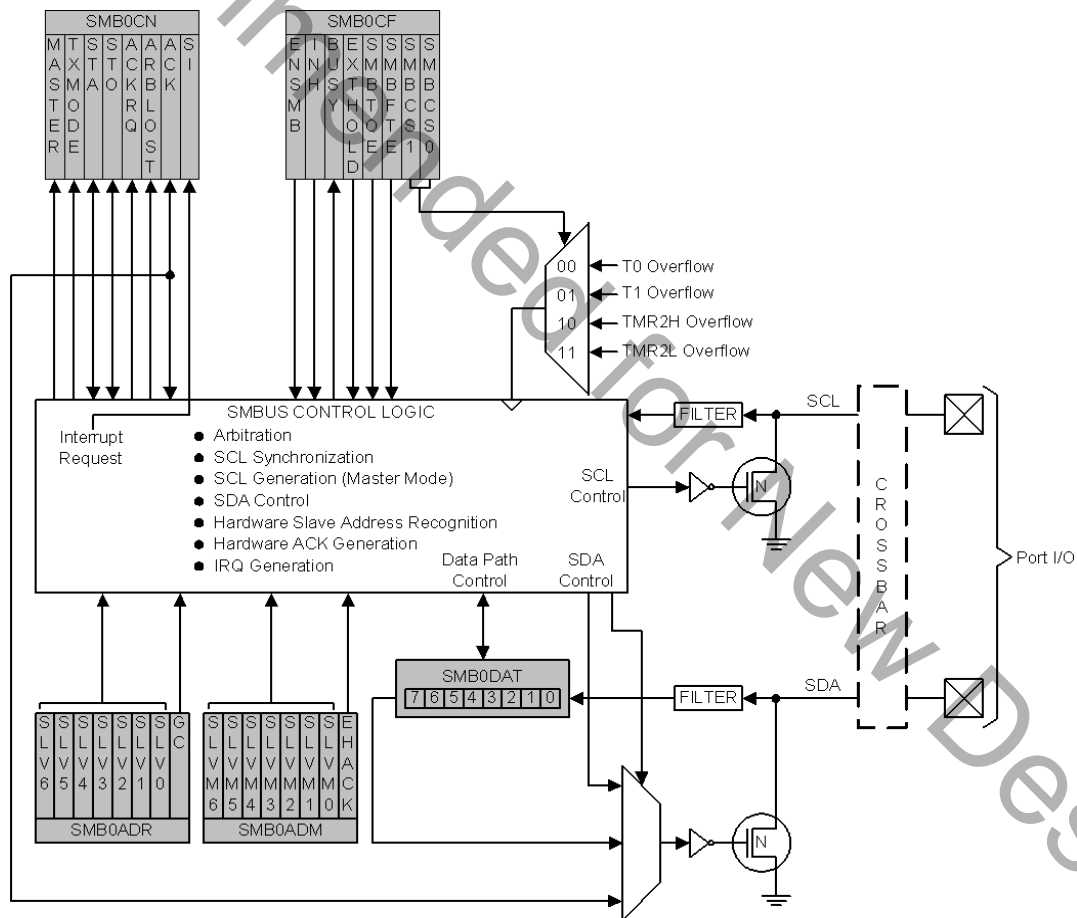 SMB0CN
MASTER
TXMODE
STA
STO
ACKRQ
ARBLOST
ACK
SI
SMB0CF
ENSMB
INH
BUSY
EXTHOLD
SMBTOE
SMBFTE
SMBCS1
SMBCS0
00
01
10
11
T0 Overflow
T1 Overflow
TMR2H Overflow
TMR2L Overflow
SMBUS CONTROL LOGIC
Interrupt
Request
● Arbitration
● SCL Synchronization
● SCL Generation (Master Mode)
● SDA Control
● Hardware Slave Address Recognition
● Hardware ACK Generation
● IRQ Generation
Data Path
Control
SDA
Control
SCL
Control
FILTER
SCL
N
CROSSBAR
Port I/O
SMB0DAT
7 6 5 4 3 2 1 0
FILTER
SDA
N
SLV6
SLV5
SLV4
SLV3
SLV2
SLV1
SLV0
GC
SMB0ADR
SLVM6
SLVM5
SLVM4
SLVM3
SLVM2
SLVM1
SLVM0
EHACK
SMB0ADM
mended for New Des